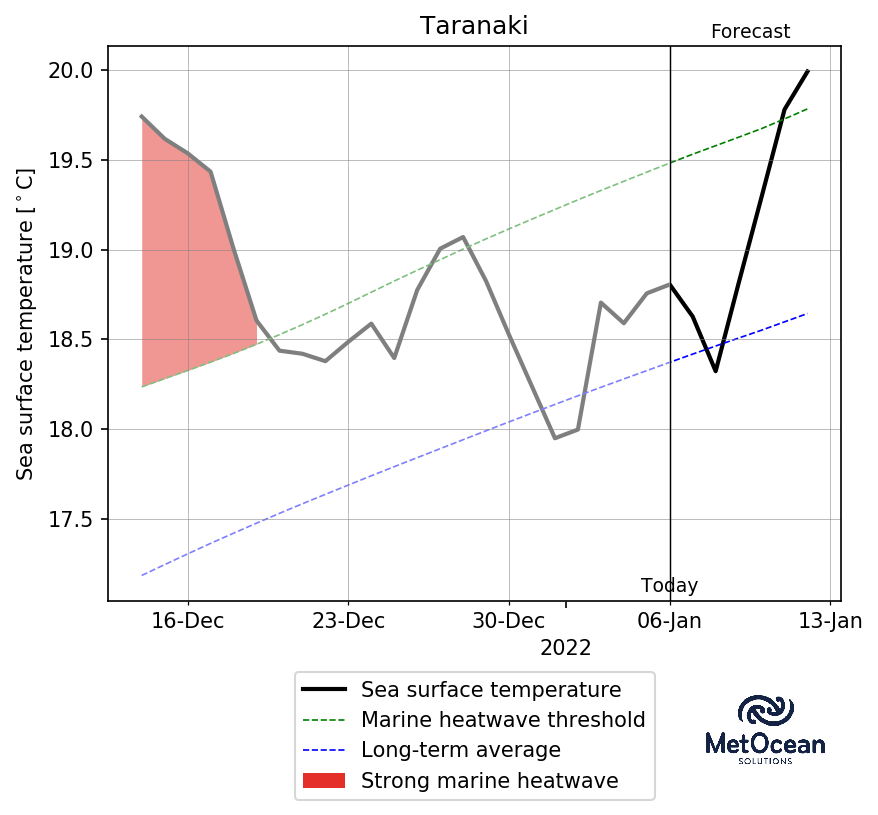 Taranaki
Forecast
20.0
19.5
19.0
18.5
18.0
17.5
Sea surface temperature [°C]
Today
16-Dec 23-Dec 30-Dec 06-Jan 13-Jan
2022
Sea surface temperature
Marine heatwave threshold
Long-term average
Strong marine heatwave
MetOcean
SOLUTIONS